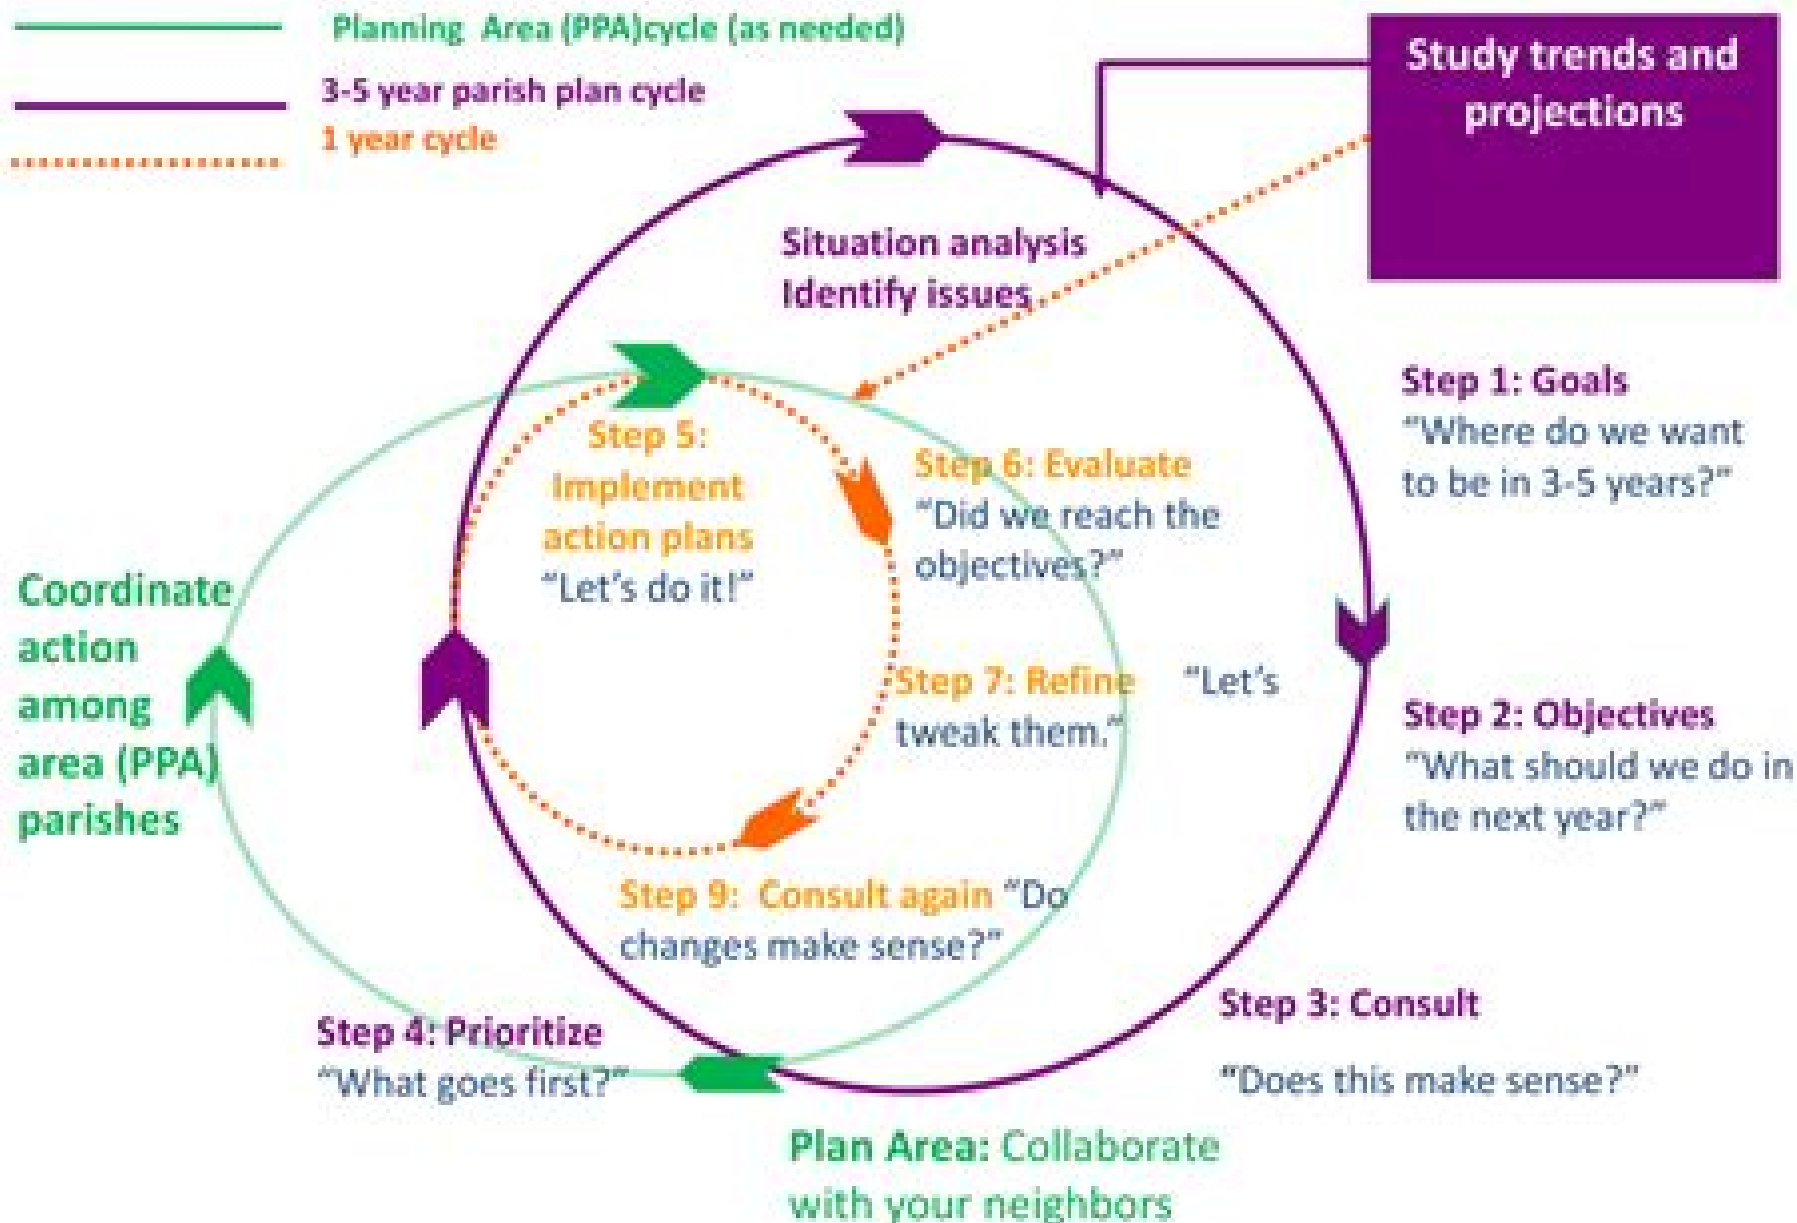 Planning Area (PPA)cycle (as needed)
3-5 year parish plan cycle
1 year cycle
Study trends and
projections
Situation analysis
Identify issues
Step 1: Goals
“Where do we want
to be in 3-5 years?”
Step 5:
Implement
action plans
“Let’s do it!”
Step 6: Evaluate
“Did we reach the
objectives?”
Coordinate
action
among
area (PPA)
parishes
Step 7: Refine “Let’s
tweak them.”
Step 2: Objectives
“What should we do in
the next year?”
Step 9: Consult again “Do
changes make sense?”
Step 3: Consult
“Does this make sense?”
Step 4: Prioritize
“What goes first?”
Plan Area: Collaborate
with your neighbors